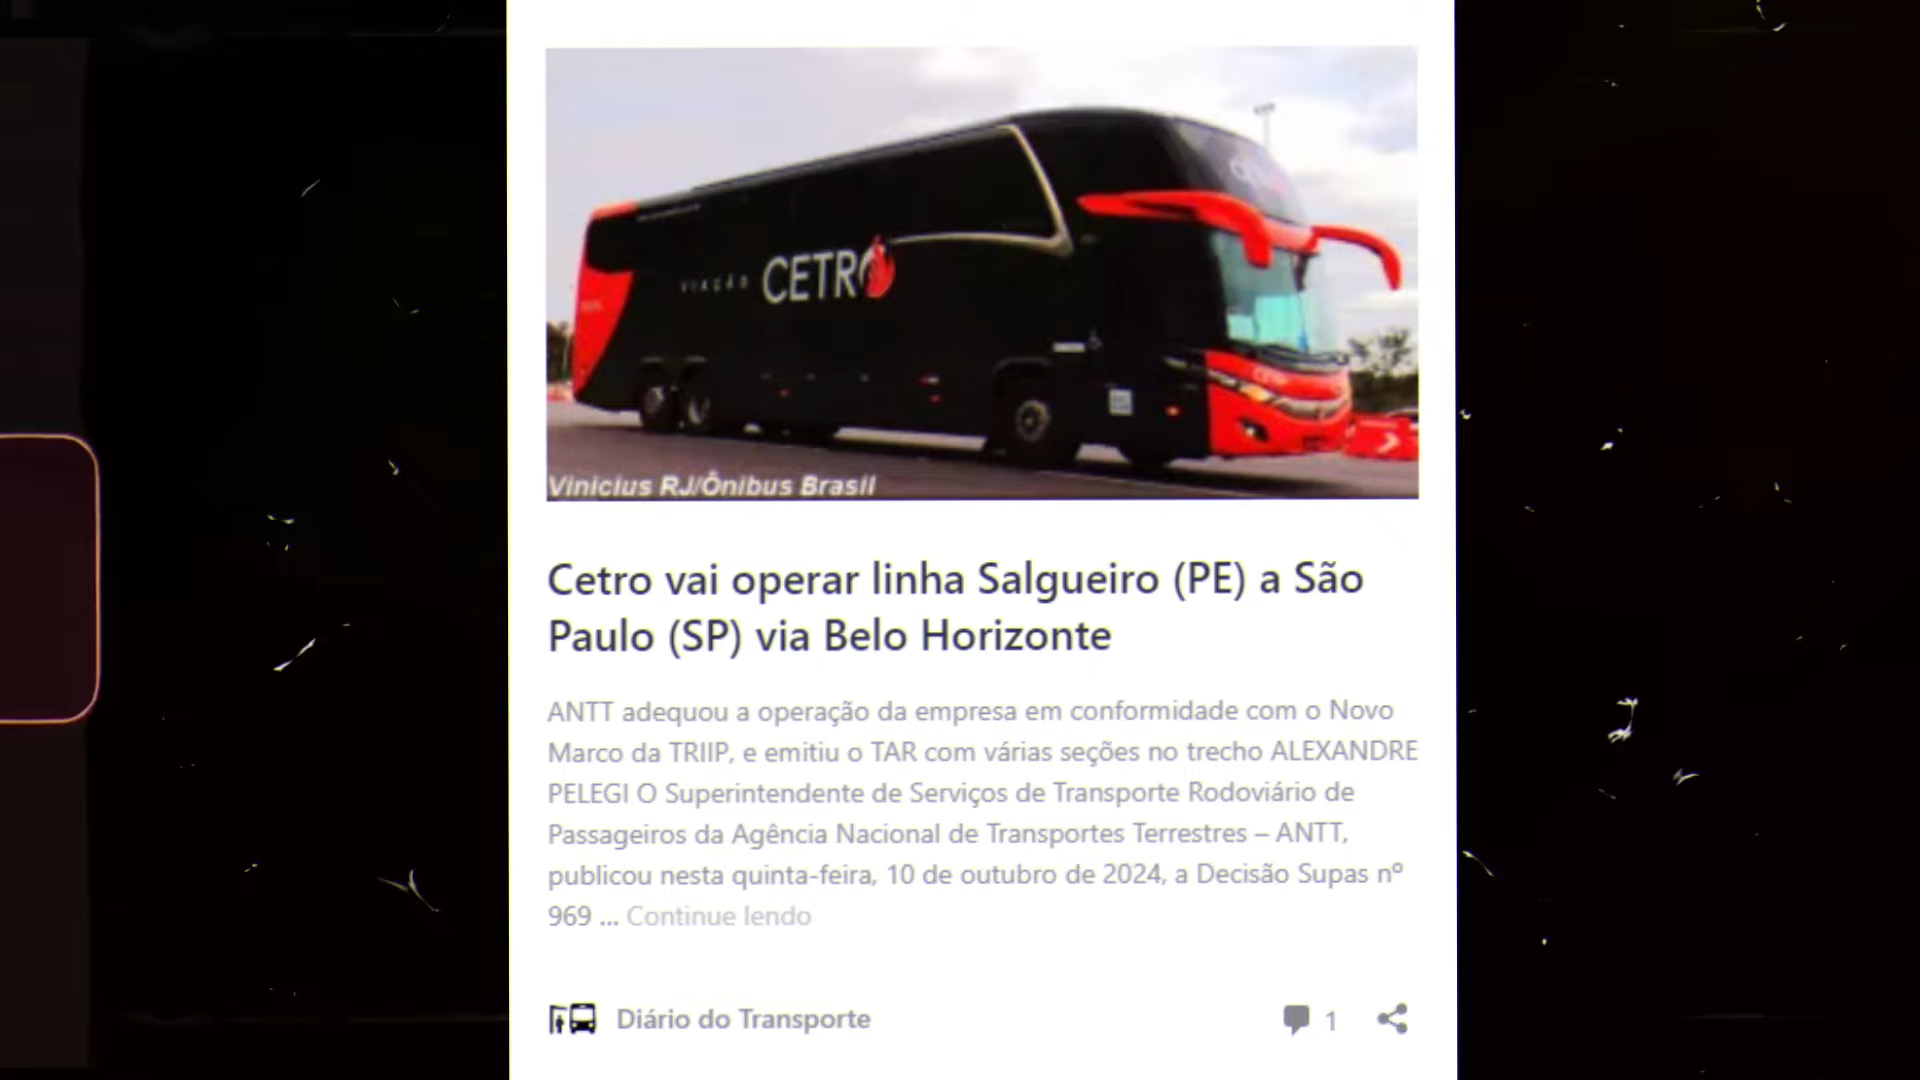 VIAÇÃO CETRO
Vinicius RJ/Ônibus Brasil
Cetro vai operar linha Salgueiro (PE) a São
Paulo (SP) via Belo Horizonte
ANTT adequou a operação da empresa em conformidade com o Novo
Marco da TRIIP, e emitiu o TAR com várias seções no trecho ALEXANDRE
PELEGI O Superintendente de Serviços de Transporte Rodoviário de
Passageiros da Agência Nacional de Transportes Terrestres – ANTT,
publicou nesta quinta-feira, 10 de outubro de 2024, a Decisão Supas nº
969 ... Continue lendo
Diário do Transporte
1